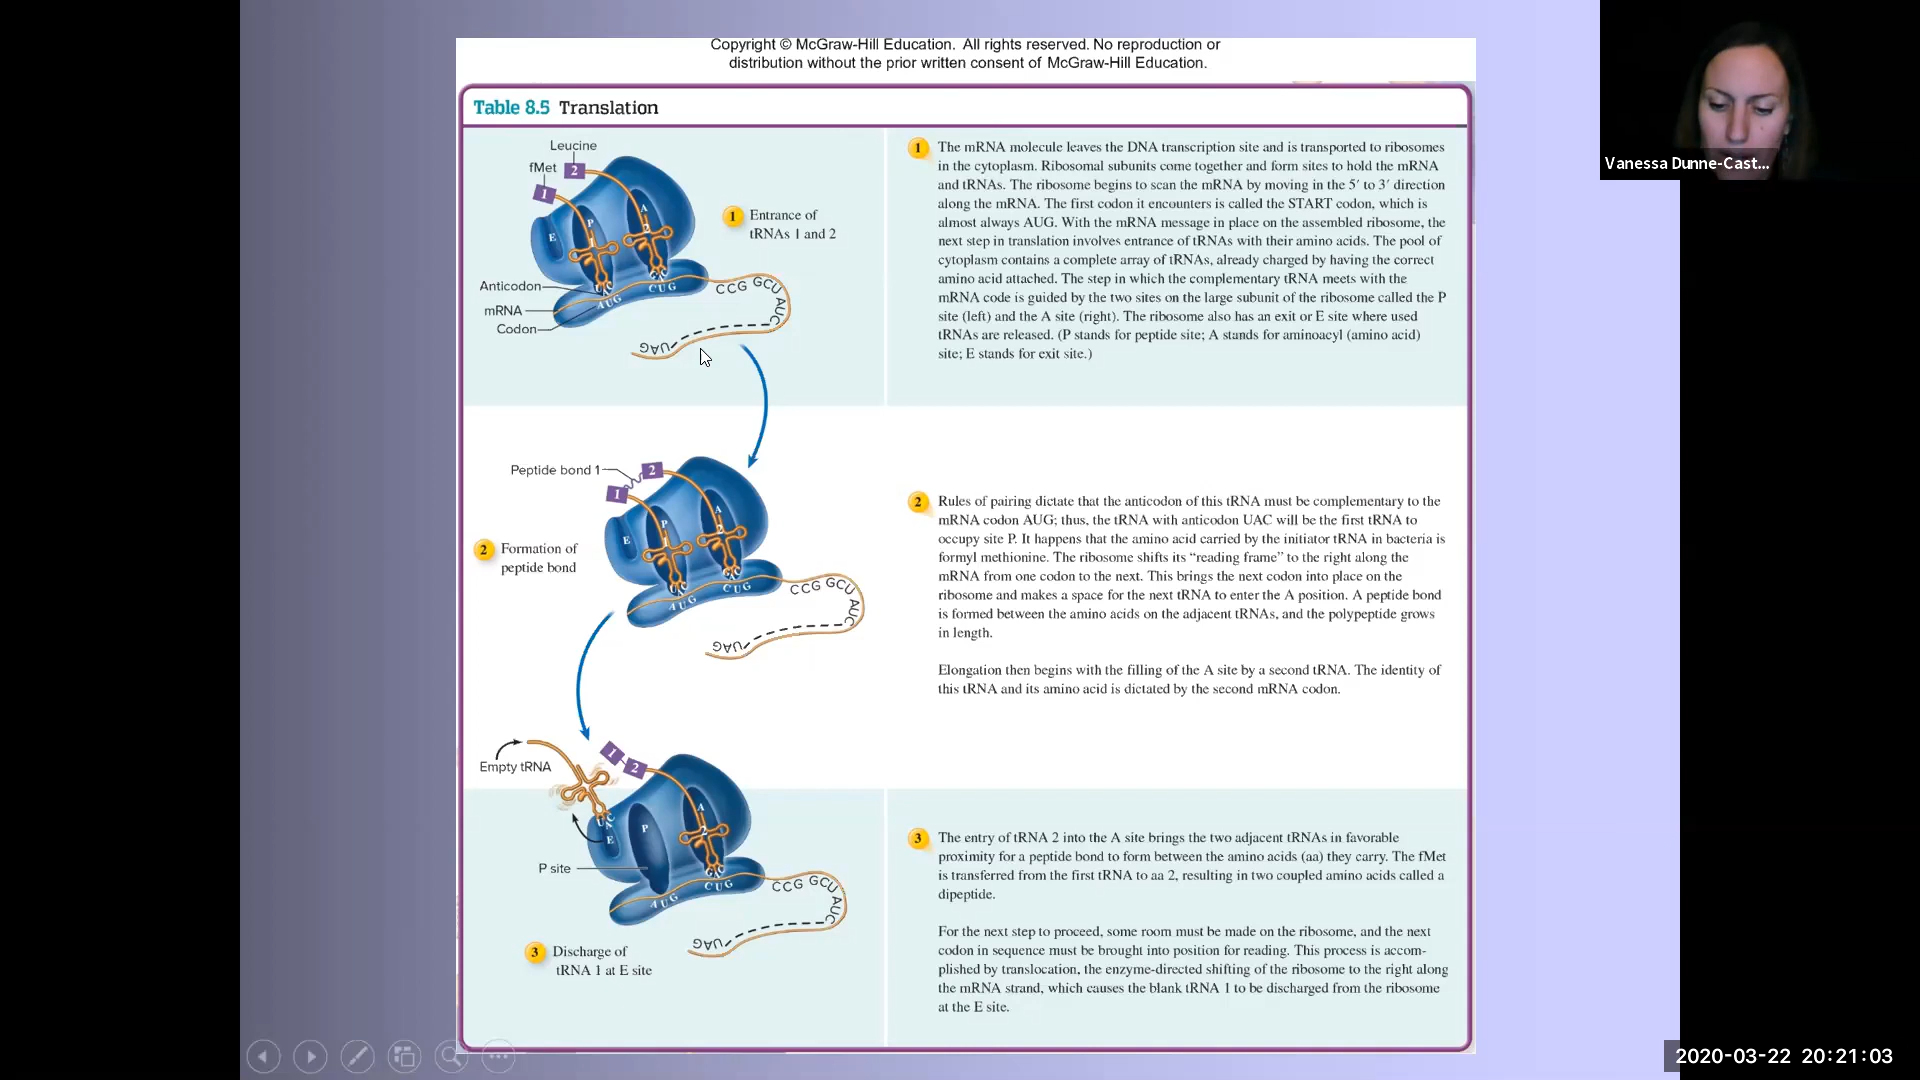 Copyright © McGraw-Hill Education. All rights reserved. No reproduction or
distribution without the prior written consent of McGraw-Hill Education.
Table 8.5 Translation
Leucine
fMet
2
1
P
A
E
1
2
1 Entrance of
tRNAs 1 and 2
Anticodon
UAC
GAC
mRNA
AUG
CUG
CCG GCU
AUC
Codon
UAG
1 The mRNA molecule leaves the DNA transcription site and is transported to ribosomes
in the cytoplasm. Ribosomal subunits come together and form sites to hold the mRNA
and tRNAs. The ribosome begins to scan the mRNA by moving in the 5′ to 3′ direction
along the mRNA. The first codon it encounters is called the START codon, which is
almost always AUG. With the mRNA message in place on the assembled ribosome, the
next step in translation involves entrance of tRNAs with their amino acids. The pool of
cytoplasm contains a complete array of tRNAs, already charged by having the correct
amino acid attached. The step in which the complementary tRNA meets with the
mRNA code is guided by the two sites on the large subunit of the ribosome called the P
site (left) and the A site (right). The ribosome also has an exit or E site where used
tRNAs are released. (P stands for peptide site; A stands for aminoacyl (amino acid)
site; E stands for exit site.)
Peptide bond 1
2
1
P
A
E
1
2
2 Formation of
peptide bond
UAC
GAC
AUG
CUG
CCG GCU
AUC
UAG
2 Rules of pairing dictate that the anticodon of this tRNA must be complementary to the
mRNA codon AUG; thus, the tRNA with anticodon UAC will be the first tRNA to
occupy site P. It happens that the amino acid carried by the initiator tRNA in bacteria is
formyl methionine. The ribosome shifts its “reading frame” to the right along the
mRNA from one codon to the next. This brings the next codon into place on the
ribosome and makes a space for the next tRNA to enter the A position. A peptide bond
is formed between the amino acids on the adjacent tRNAs, and the polypeptide grows
in length.
Elongation then begins with the filling of the A site by a second tRNA. The identity of
this tRNA and its amino acid is dictated by the second mRNA codon.
Empty tRNA
1
2
UAC
E
P
A
2
P site
GAC
AUG
CUG
CCG GCU
AUC
UAG
3 Discharge of
tRNA 1 at E site
3 The entry of tRNA 2 into the A site brings the two adjacent tRNAs in favorable
proximity for a peptide bond to form between the amino acids (aa) they carry. The fMet
is transferred from the first tRNA to aa 2, resulting in two coupled amino acids called a
dipeptide.
For the next step to proceed, some room must be made on the ribosome, and the next
codon in sequence must be brought into position for reading. This process is accom-
plished by translocation, the enzyme-directed shifting of the ribosome to the right along
the mRNA strand, which causes the blank tRNA 1 to be discharged from the ribosome
at the E site.
Vanessa Dunne-Cast...
2020-03-22 20:21:03